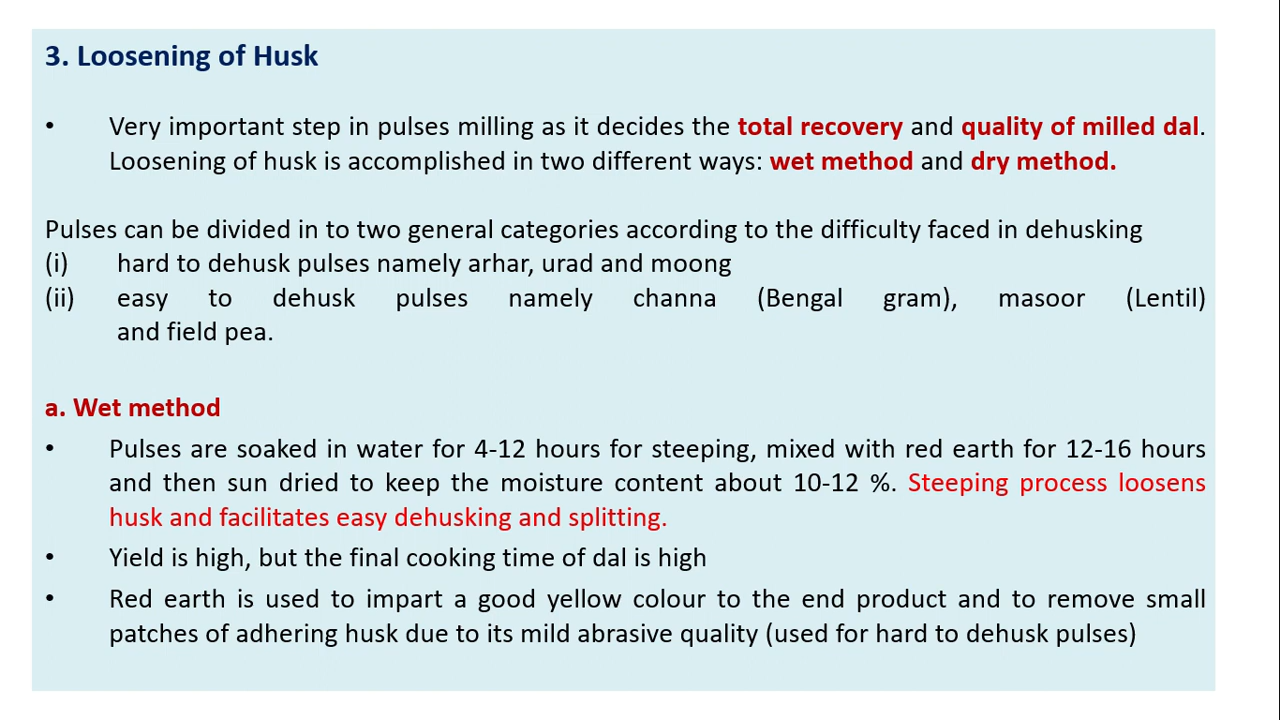 3. Loosening of Husk
• Very important step in pulses milling as it decides the total recovery and quality of milled dal.
Loosening of husk is accomplished in two different ways: wet method and dry method.
Pulses can be divided in to two general categories according to the difficulty faced in dehusking
(i) hard to dehusk pulses namely arhar, urad and moong
(ii) easy to dehusk pulses namely channa (Bengal gram), masoor (Lentil)
and field pea.
a. Wet method
• Pulses are soaked in water for 4-12 hours for steeping, mixed with red earth for 12-16 hours
and then sun dried to keep the moisture content about 10-12 %. Steeping process loosens
husk and facilitates easy dehusking and splitting.
• Yield is high, but the final cooking time of dal is high
• Red earth is used to impart a good yellow colour to the end product and to remove small
patches of adhering husk due to its mild abrasive quality (used for hard to dehusk pulses)